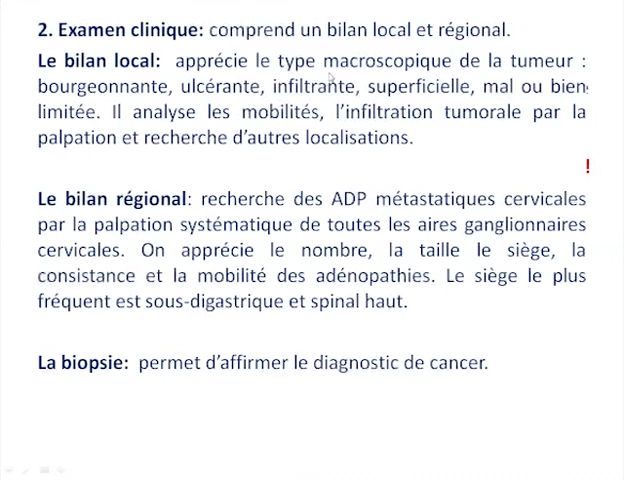 2. Examen clinique: comprend un bilan local et régional.
Le bilan local: apprécie le type macroscopique de la tumeur :
bourgeonnante, ulcérante, infiltrante, superficielle, mal ou bien
limitée. Il analyse les mobilités, l'infiltration tumorale par la
palpation et recherche d'autres localisations.
!
Le bilan régional: recherche des ADP métastatiques cervicales
par la palpation systématique de toutes les aires ganglionnaires
cervicales. On apprécie le nombre, la taille le siège, la
consistance et la mobilité des adénopathies. Le siège le plus
fréquent est sous-digastrique et spinal haut.
La biopsie: permet d'affirmer le diagnostic de cancer.